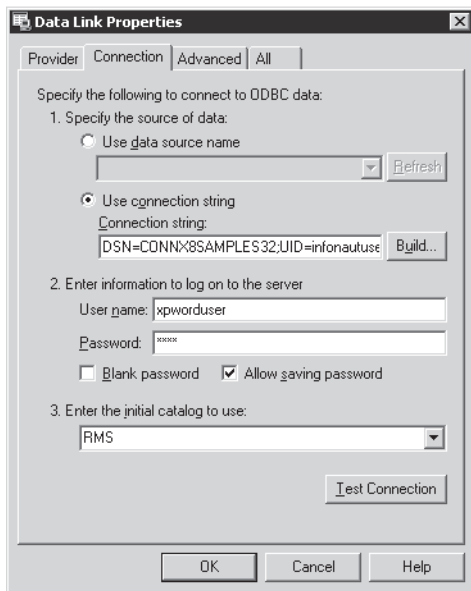 Data Link Properties
Provider Connection Advanced All
Specify the following to connect to ODBC data:
1. Specify the source of data:
Use data source name
Refresh
Use connection string
Connection string:
DSN=CONNX8SAMPLES32;UID=infonautuse
Build...
2. Enter information to log on to the server
User name: xpworduser
Password: ****
Blank password Allow saving password
3. Enter the initial catalog to use:
RMS
Test Connection
OK Cancel Help